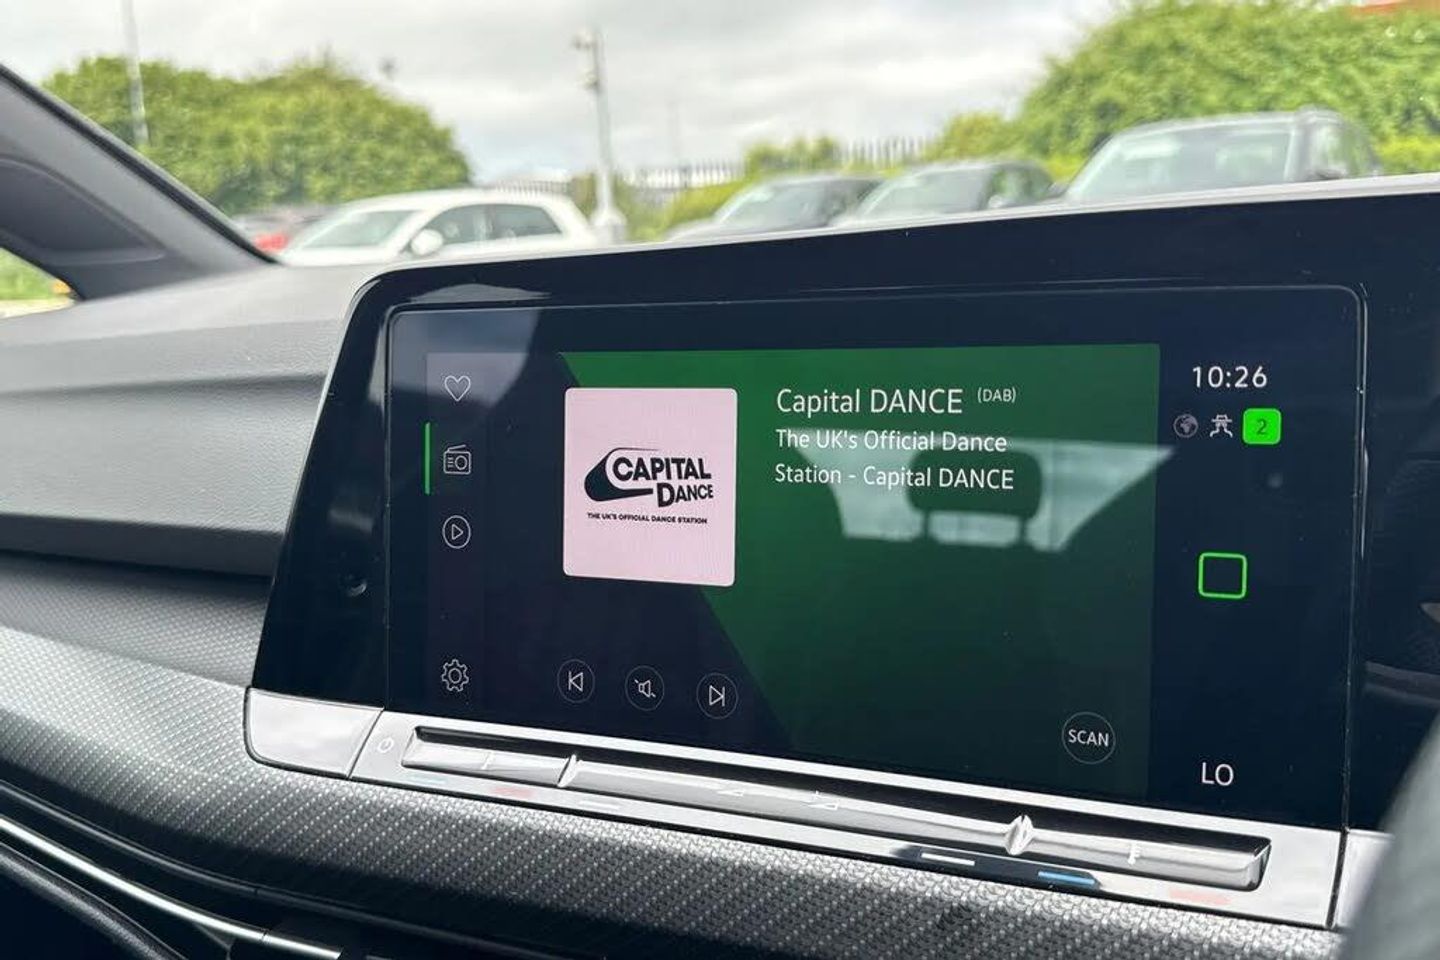 Capital DANCE (DAB)
The UK's Official Dance
Station - Capital DANCE
CAPITAL
DANCE
THE UK'S OFFICIAL DANCE STATION
10:26
2
SCAN
LO